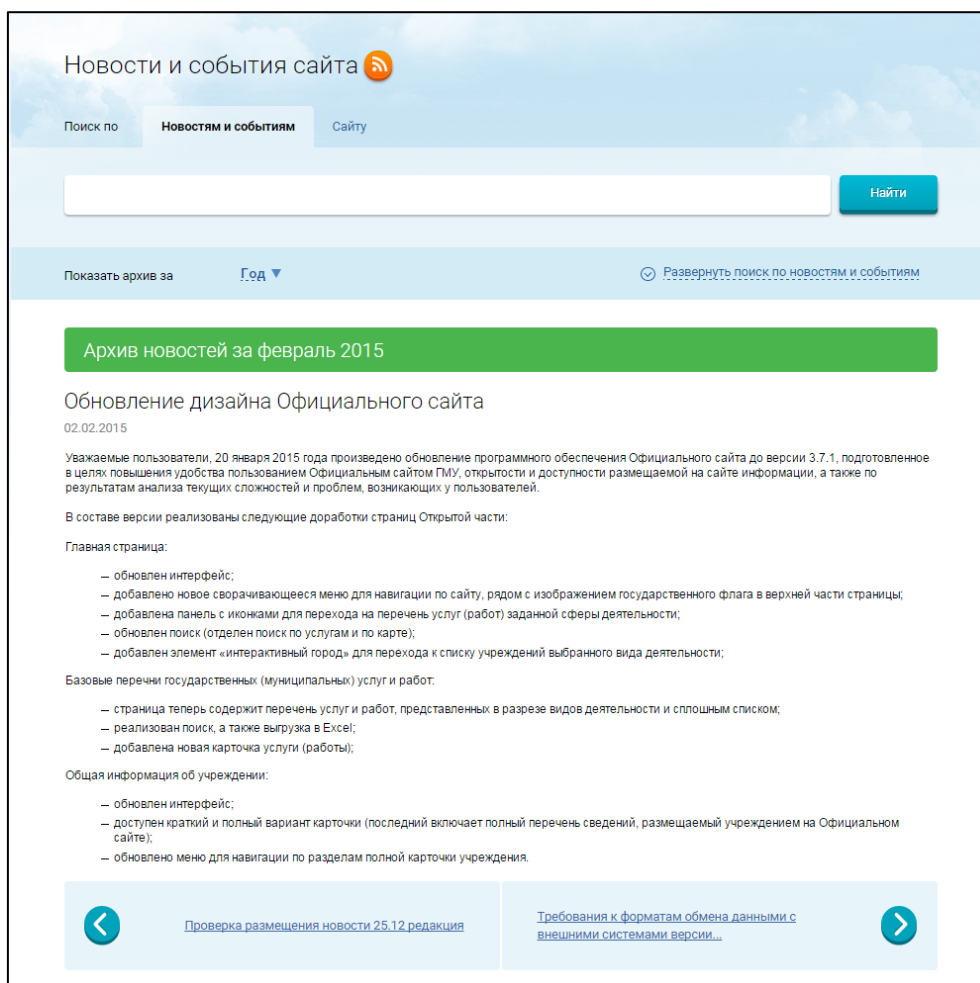 Новости и события сайта
Поиск по Новостям и событиям Сайту
Найти
Показать архив за Год ▼ Развернуть поиск по новостям и событиям
Архив новостей за февраль 2015
Обновление дизайна Официального сайта
02.02.2015
Уважаемые пользователи, 20 января 2015 года произведено обновление программного обеспечения Официального сайта до версии 3.7.1, подготовленное
в целях повышения удобства пользованием Официальным сайтом ГМУ, открытости и доступности размещаемой на сайте информации, а также по
результатам анализа текущих сложностей и проблем, возникающих у пользователей.
В составе версии реализованы следующие доработки страниц Открытой части:
Главная страница:
— обновлен интерфейс;
— добавлено новое сворачивающееся меню для навигации по сайту, рядом с изображением государственного флага в верхней части страницы;
— добавлена панель с иконками для перехода на перечень услуг (работ) заданной сферы деятельности;
— обновлен поиск (отделен поиск по услугам и по карте);
— добавлен элемент «интерактивный город» для перехода к списку учреждений выбранного вида деятельности;
Базовые перечни государственных (муниципальных) услуг и работ:
— страница теперь содержит перечень услуг и работ, представленных в разрезе видов деятельности и сплошным списком;
— реализован поиск, а также выгрузка в Excel;
— добавлена новая карточка услуги (работы);
Общая информация об учреждении:
— обновлен интерфейс;
— доступен краткий и полный вариант карточки (последний включает полный перечень сведений, размещаемый учреждением на Официальном
сайте);
— обновлено меню для навигации по разделам полной карточки учреждения.
Проверка размещения новости 25.12 редакция
Требования к форматам обмена данными с
внешними системами версии...